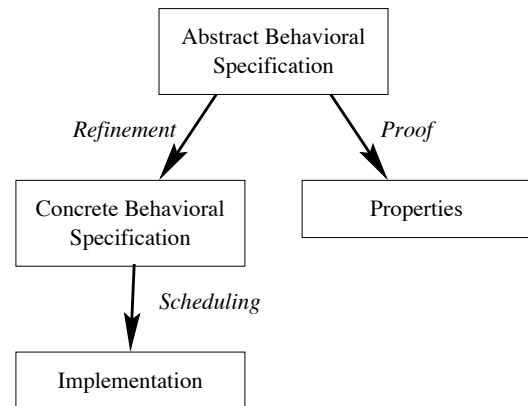 Abstract Behavioral
Specification
Refinement
Proof
Concrete Behavioral
Specification
Properties
Scheduling
Implementation